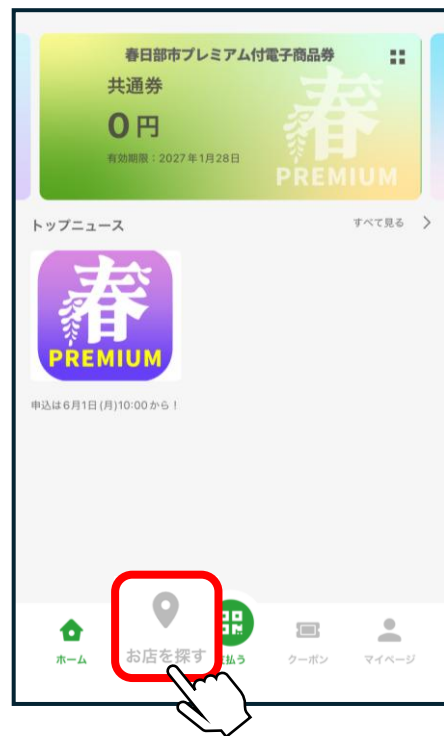 春日部市プレミアム付電子商品券
共通券
0円
有効期限：2027年1月28日
春
PREMIUM
トップニュース
すべて見る
春
PREMIUM
申込は6月1日(月)10:00から！
ホーム
お店を探す
払う
クーポン
マイページ